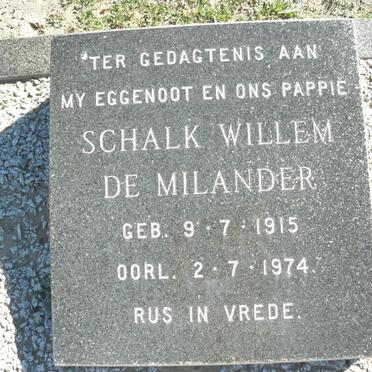 TER GEDAGTENIS AAN
MY EGGENOOT EN ONS PAPPIE
SCHALK WILLEM
DE MILANDER
GEB. 9·7·1915
OORL. 2·7·1974.
RUS IN VREDE.